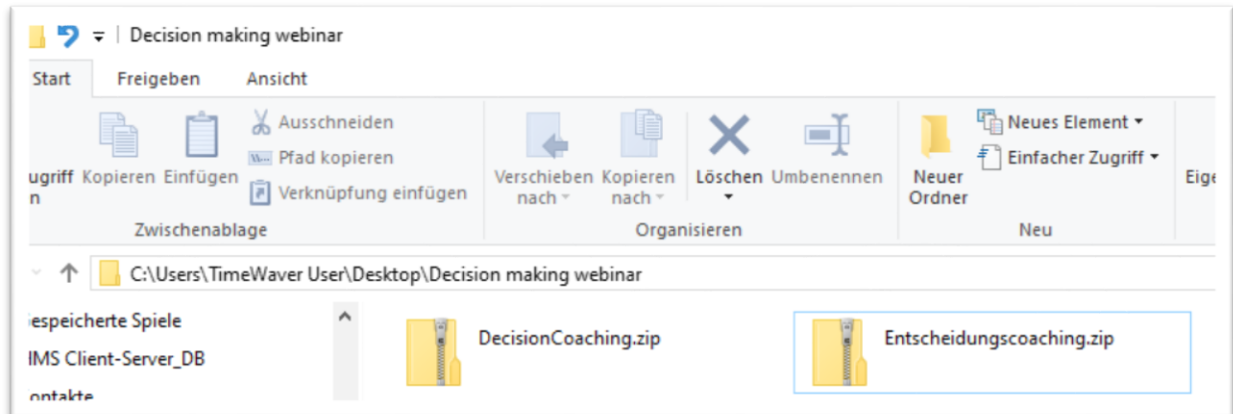 Decision making webinar
Start Freigeben Ansicht
Ausschneiden
Pfad kopieren
Verknüpfung einfügen
Kopieren
Einfügen
Zwischenablage
Verschieben
nach
Kopieren
nach
Löschen
Umbenennen
Organisieren
Neuer
Ordner
Neues Element
Einfacher Zugriff
Neu
C:\Users\TimeWaver User\Desktop\Decision making webinar
Spiele
Client-Server_DB
DecisionCoaching.zip
Entscheidungscoaching.zip